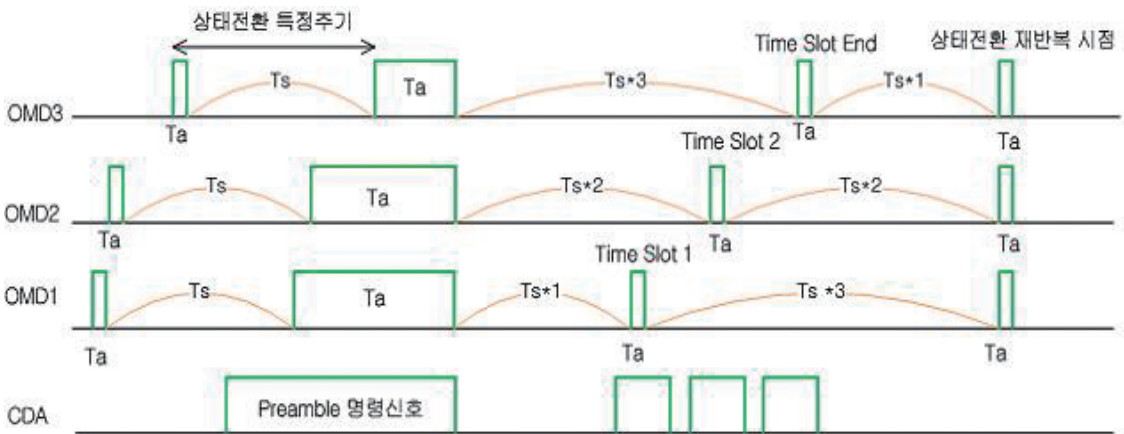 상태전환 특정주기
Time Slot End
상태전환 재반복 시점
Ts
Ta
Ts*3
Ts*1
OMD3
Ta
Ta
Ta
Time Slot 2
Ts
Ta
Ts*2
Ts*2
OMD2
Ta
Ta
Ta
Time Slot 1
Ts
Ta
Ts*1
Ts *3
OMD1
Ta
Ta
Ta
Preamble 명령신호
CDA